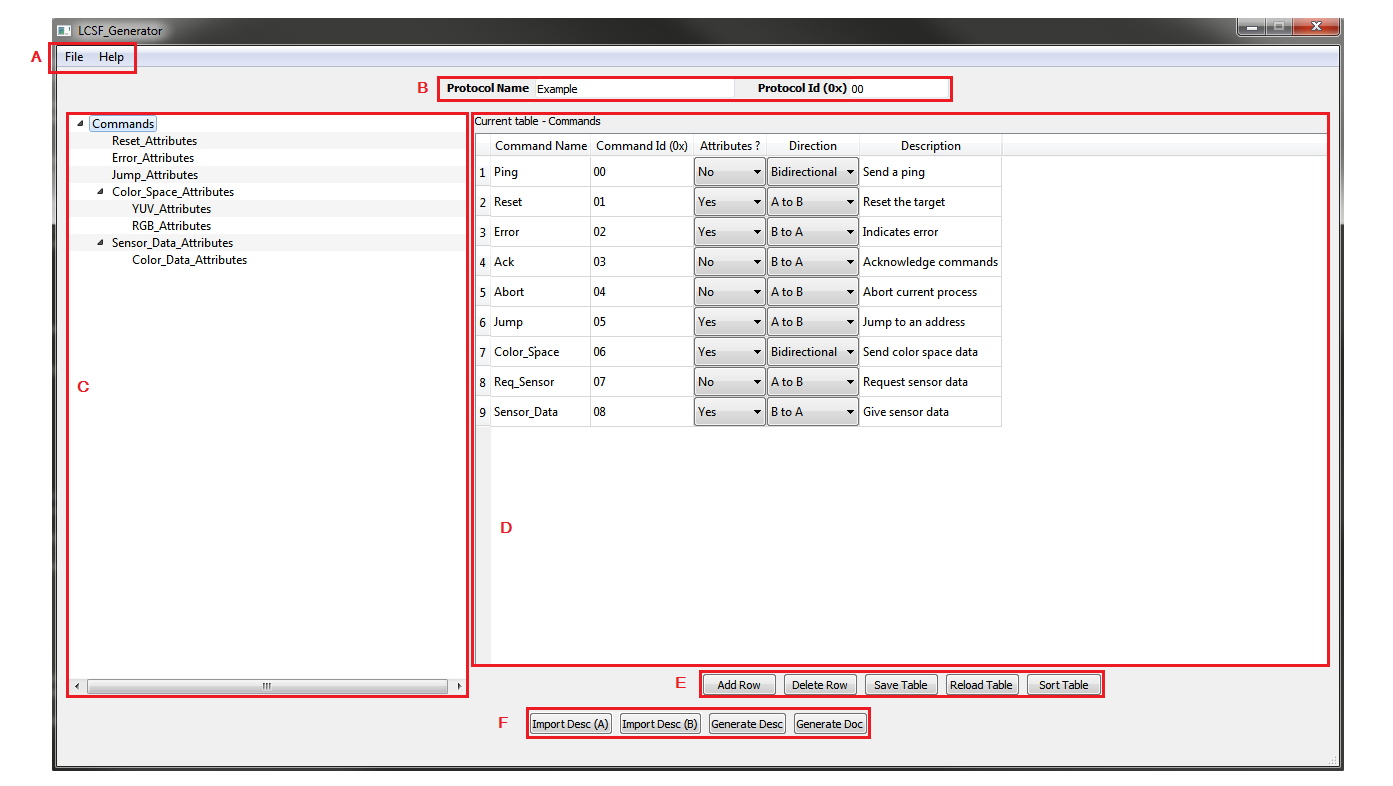 LCSF_Generator
A File Help
B Protocol Name Example Protocol Id (0x) 00
Commands
Reset_Attributes
Error_Attributes
Jump_Attributes
Color_Space_Attributes
YUV_Attributes
RGB_Attributes
Sensor_Data_Attributes
Color_Data_Attributes
C
Current table - Commands
Command Name Command Id (0x) Attributes ? Direction Description
1 Ping 00 No Bidirectional Send a ping
2 Reset 01 Yes A to B Reset the target
3 Error 02 Yes B to A Indicates error
4 Ack 03 No B to A Acknowledge commands
5 Abort 04 No A to B Abort current process
6 Jump 05 Yes A to B Jump to an address
7 Color_Space 06 Yes Bidirectional Send color space data
8 Req_Sensor 07 No A to B Request sensor data
9 Sensor_Data 08 Yes B to A Give sensor data
D
E Add Row Delete Row Save Table Reload Table Sort Table
F Import Desc (A) Import Desc (B) Generate Desc Generate Doc